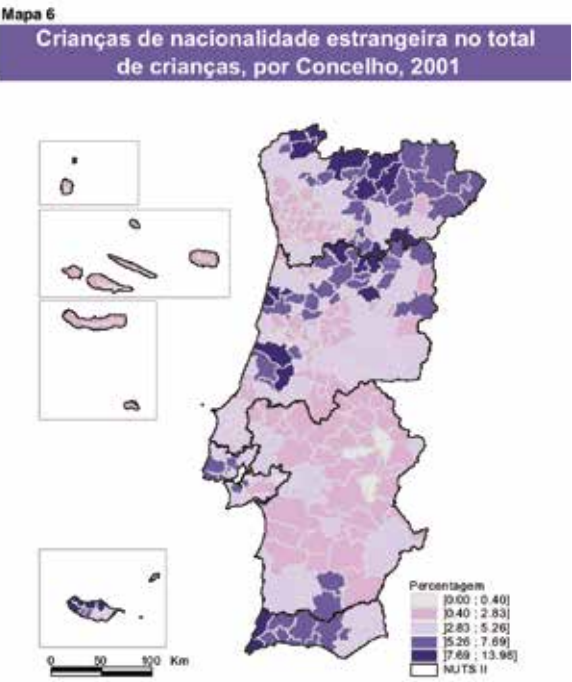 Mapa 6
Crianças de nacionalidade estrangeira no total
de crianças, por Concelho, 2001
Percentagem
]0.00 ; 0.40]
]0.40 ; 2.83]
]2.83 ; 5.26]
]5.26 ; 7.69]
]7.69 ; 13.98]
NUTS II
0 50 100 Km